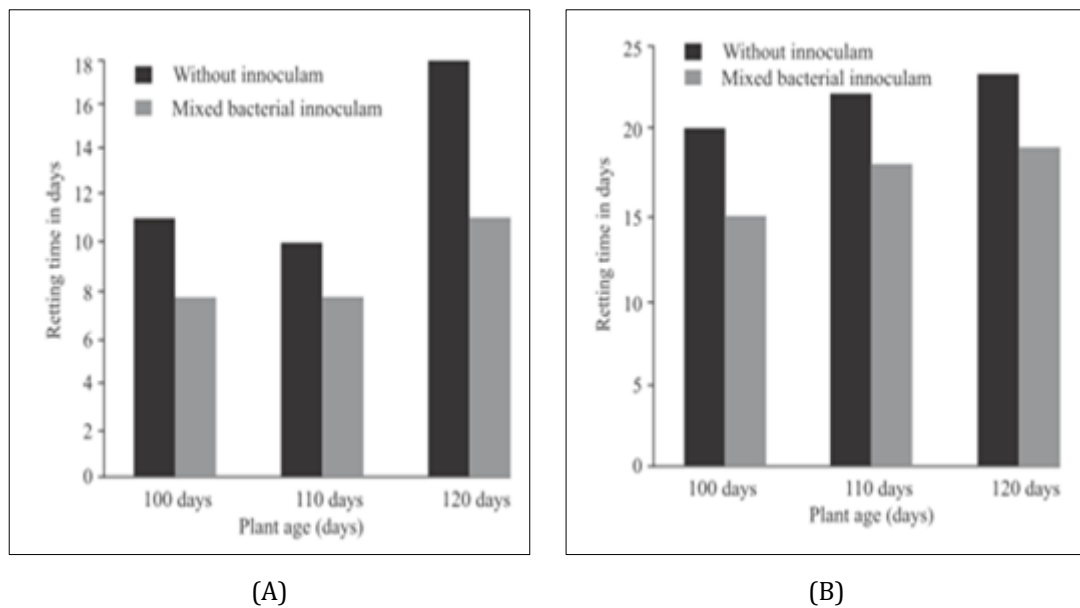 18
16
14
12
10
8
6
4
2
0
Retting time in days
Without innoculam
Mixed bacterial innoculam
100 days
110 days
120 days
Plant age (days)
(A)
25
20
15
10
5
0
Retting time in days
Without innoculam
Mixed bacterial innoculam
100 days
110 days
120 days
Plant age (days)
(B)